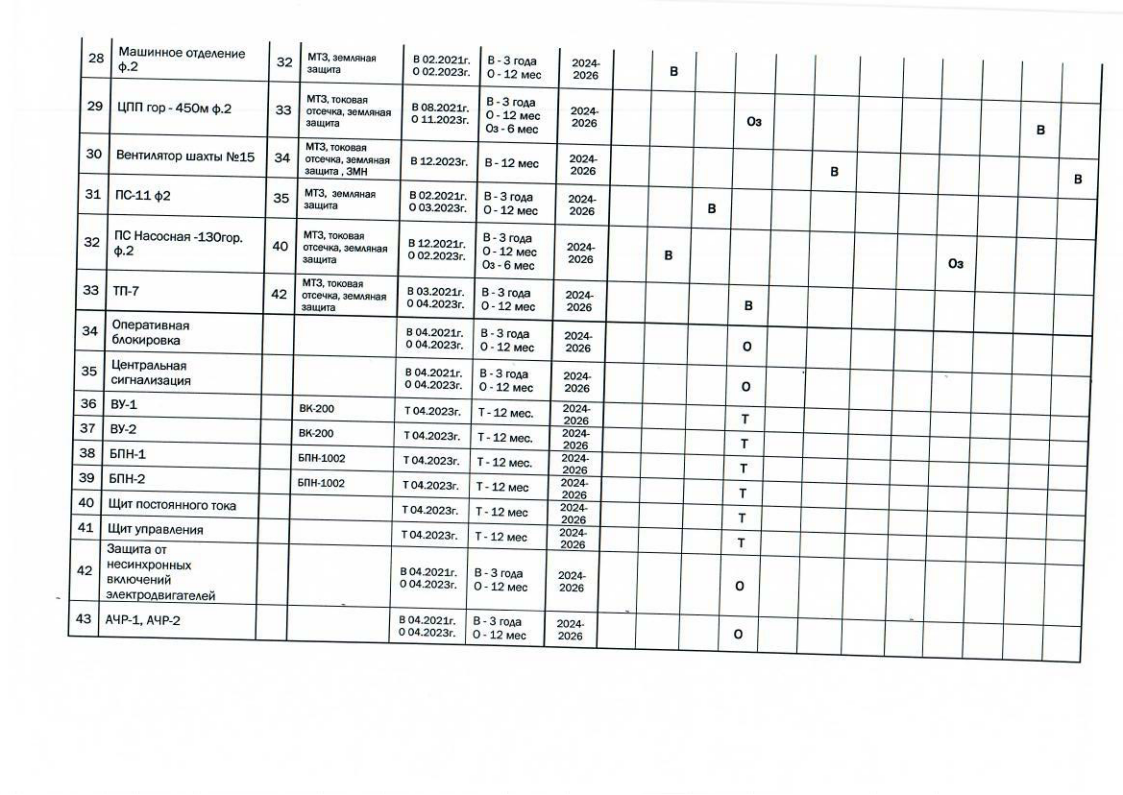 28 Машинное отделение ф.2 32 МТЗ, земляная защита В 02.2021г. О 02.2023г. В - 3 года О - 12 мес 2024-2026 В
29 ЦПП гор - 450м ф.2 33 МТЗ, токовая отсечка, земляная защита В 08.2021г. О 11.2023г. В - 3 года О - 12 мес Оз - 6 мес 2024-2026 Оз В
30 Вентилятор шахты №15 34 МТЗ, токовая отсечка, земляная защита , ЗМН В 12.2023г. В - 12 мес 2024-2026 В В
31 ПС-11 ф2 35 МТЗ, земляная защита В 02.2021г. О 03.2023г. В - 3 года О - 12 мес 2024-2026 В
32 ПС Насосная -130гор. ф.2 40 МТЗ, токовая отсечка, земляная защита В 12.2021г. О 02.2023г. В - 3 года О - 12 мес Оз - 6 мес 2024-2026 В Оз
33 ТП-7 42 МТЗ, токовая отсечка, земляная защита В 03.2021г. О 04.2023г. В - 3 года О - 12 мес 2024-2026 В
34 Оперативная блокировка В 04.2021г. О 04.2023г. В - 3 года О - 12 мес 2024-2026 О
35 Центральная сигнализация В 04.2021г. О 04.2023г. В - 3 года О - 12 мес 2024-2026 О
36 ВУ-1 ВК-200 Т 04.2023г. Т - 12 мес. 2024-2026 Т
37 ВУ-2 ВК-200 Т 04.2023г. Т - 12 мес. 2024-2026 Т
38 БПН-1 БПН-1002 Т 04.2023г. Т - 12 мес. 2024-2026 Т
39 БПН-2 БПН-1002 Т 04.2023г. Т - 12 мес 2024-2026 Т
40 Щит постоянного тока Т 04.2023г. Т - 12 мес 2024-2026 Т
41 Щит управления Т 04.2023г. Т - 12 мес 2024-2026 Т
42 Защита от несинхронных включений электродвигателей В 04.2021г. О 04.2023г. В - 3 года О - 12 мес 2024-2026 О
43 АЧР-1, АЧР-2 В 04.2021г. О 04.2023г. В - 3 года О - 12 мес 2024-2026 О